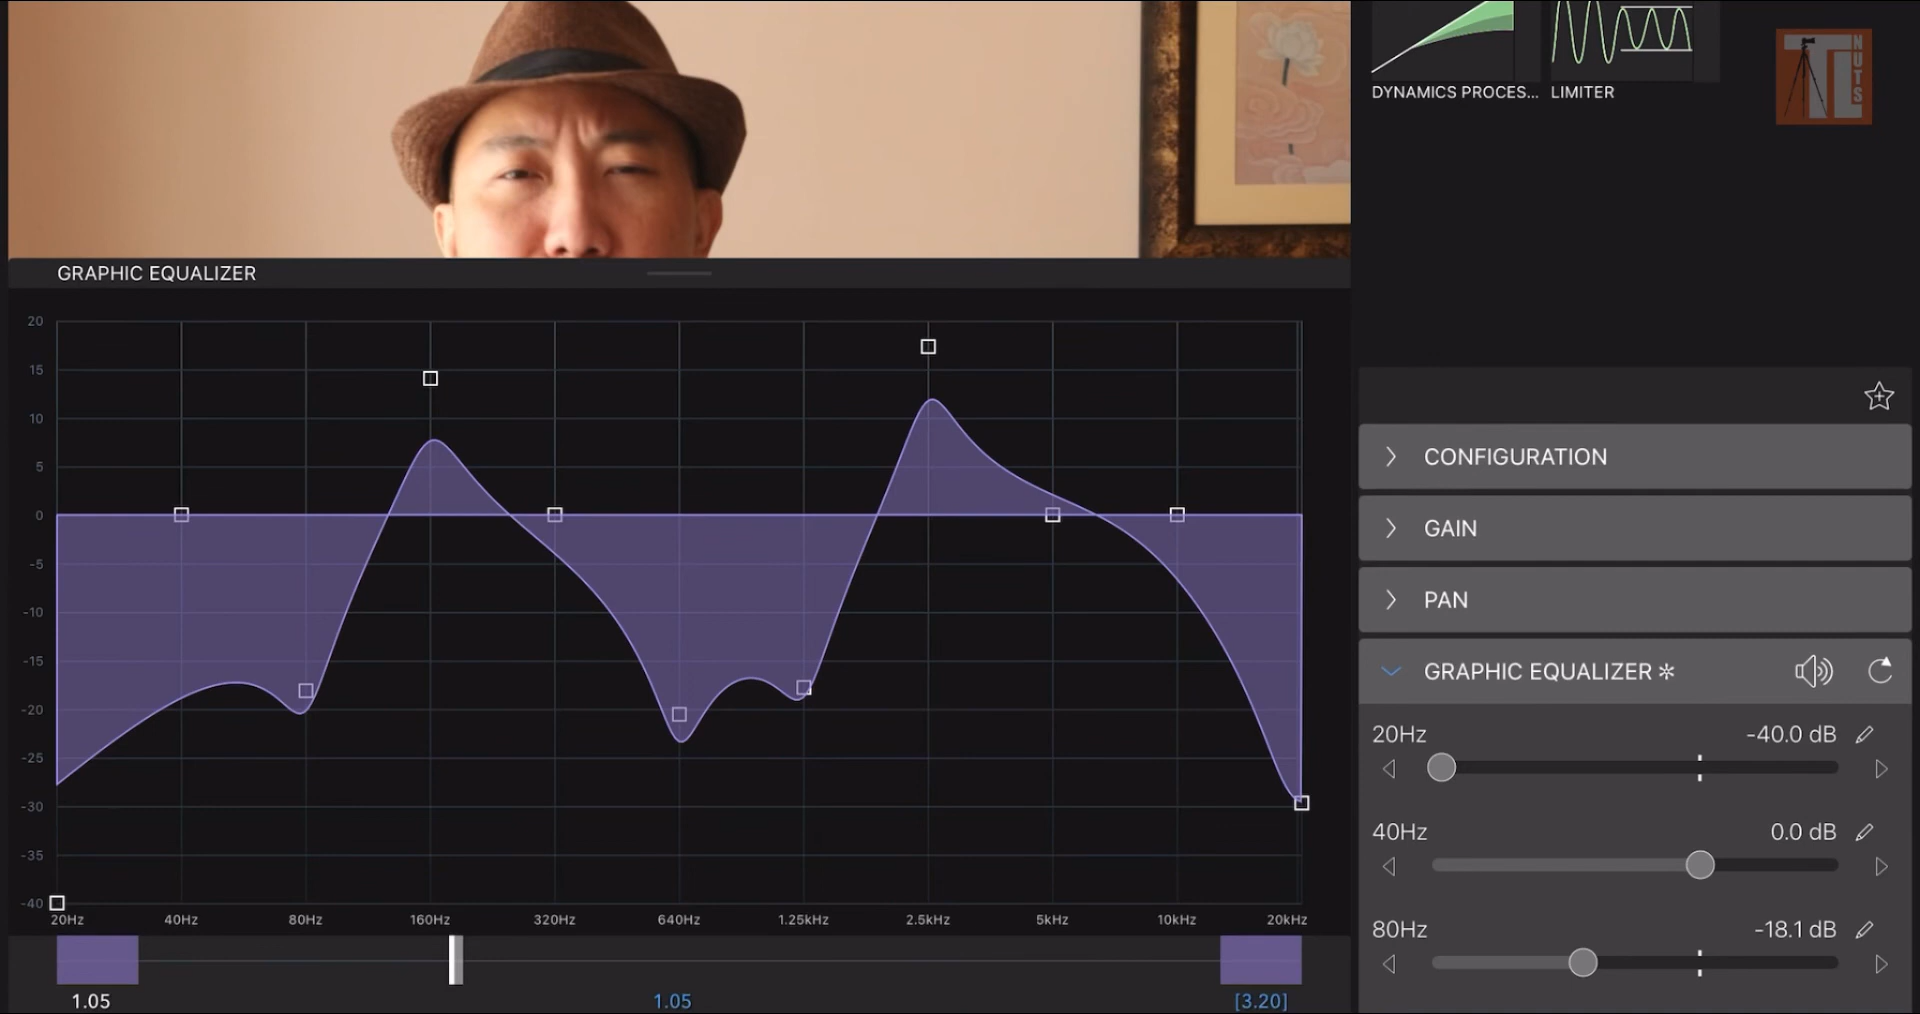 DYNAMICS PROCES... LIMITER
TL
NUTS
GRAPHIC EQUALIZER
20
15
10
5
0
-5
-10
-15
-20
-25
-30
-35
-40
20Hz 40Hz 80Hz 160Hz 320Hz 640Hz 1.25kHz 2.5kHz 5kHz 10kHz 20kHz
1.05 1.05 [3.20]
CONFIGURATION
GAIN
PAN
GRAPHIC EQUALIZER ✲
20Hz -40.0 dB
40Hz 0.0 dB
80Hz -18.1 dB